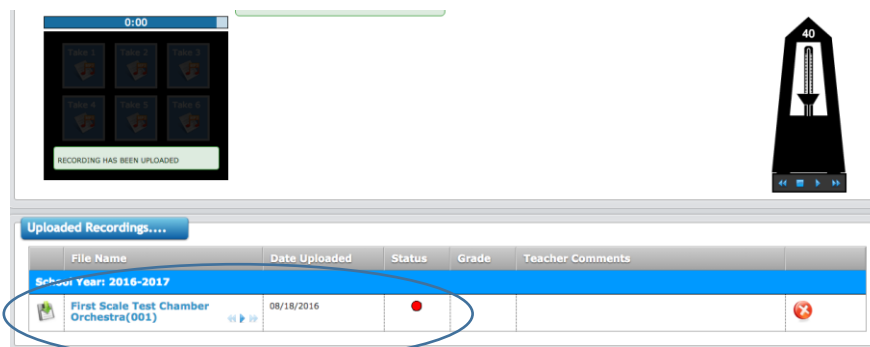 0:00
40
Take 1 Take 2 Take 3
Take 4 Take 5 Take 6
RECORDING HAS BEEN UPLOADED
Uploaded Recordings....
File Name Date Uploaded Status Grade Teacher Comments
School Year: 2016-2017
First Scale Test Chamber 08/18/2016
Orchestra(001)